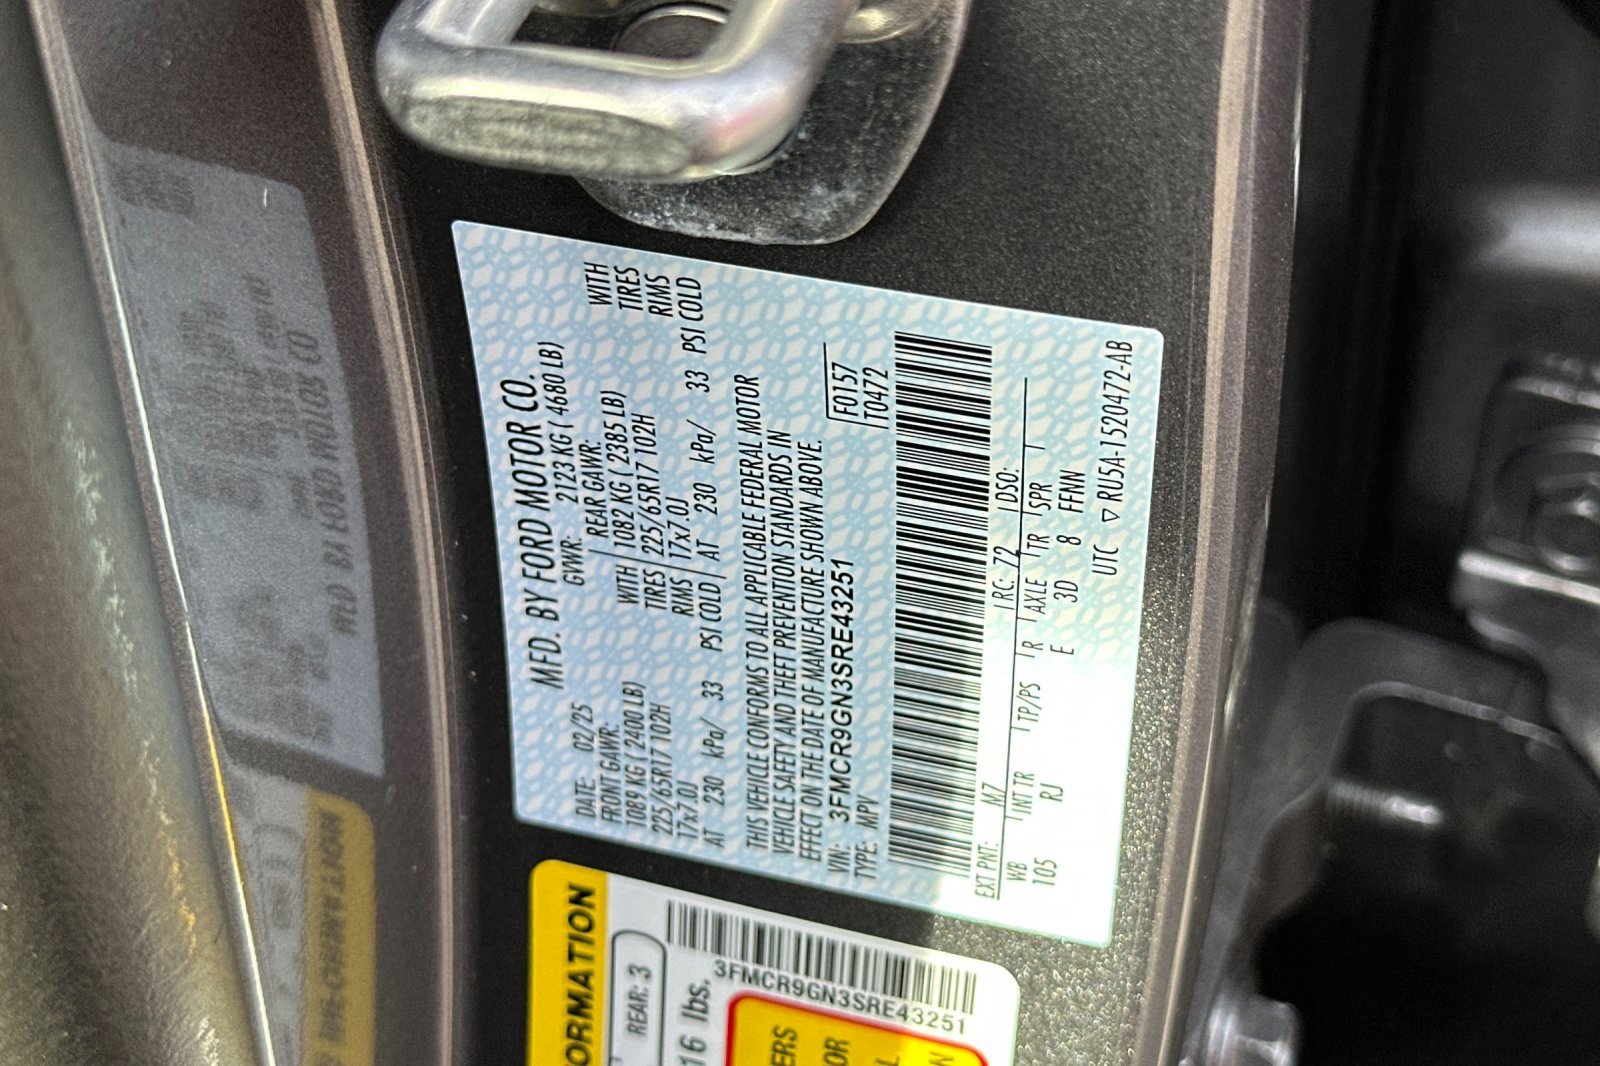 MFD. BY FORD MOTOR CO.
DATE: 02/25 GVWR: 2123 KG ( 4680 LB)
FRONT GAWR: REAR GAWR:
1089 KG ( 2400 LB) WITH 1082 KG ( 2385 LB) WITH
225/65R17 102H TIRES 225/65R17 102H TIRES
17x7.0J RIMS 17x7.0J RIMS
AT 230 kPa/ 33 PSI COLD AT 230 kPa/ 33 PSI COLD
THIS VEHICLE CONFORMS TO ALL APPLICABLE FEDERAL MOTOR
VEHICLE SAFETY AND THEFT PREVENTION STANDARDS IN
EFFECT ON THE DATE OF MANUFACTURE SHOWN ABOVE.
VIN: 3FMCR9GN3SRE43251 F0157
TYPE: MPV T0472
EXT PNT: M7 RC: 72 DSO:
WB INT TR TP/PS R AXLE TR SPR
105 RJ E 3D 8 FFNN
UTC ▽ RU5A-1520472-AB
ORMATION
REAR: 3
16 lbs.
3FMCR9GN3SRE43251
ERS
OR
L
N